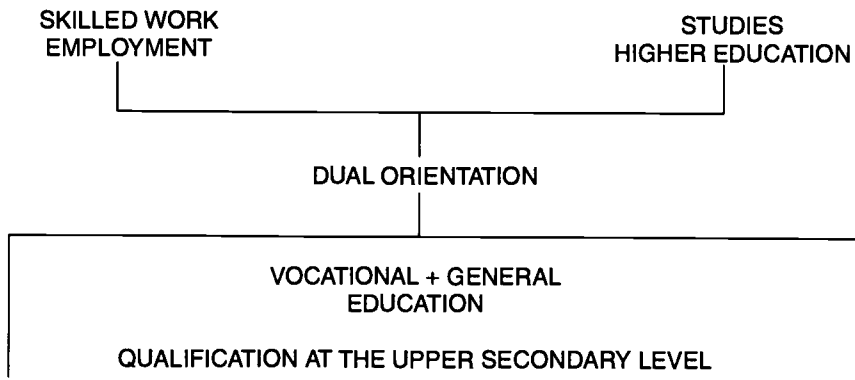 SKILLED WORK
EMPLOYMENT
STUDIES
HIGHER EDUCATION
DUAL ORIENTATION
VOCATIONAL + GENERAL
EDUCATION
QUALIFICATION AT THE UPPER SECONDARY LEVEL